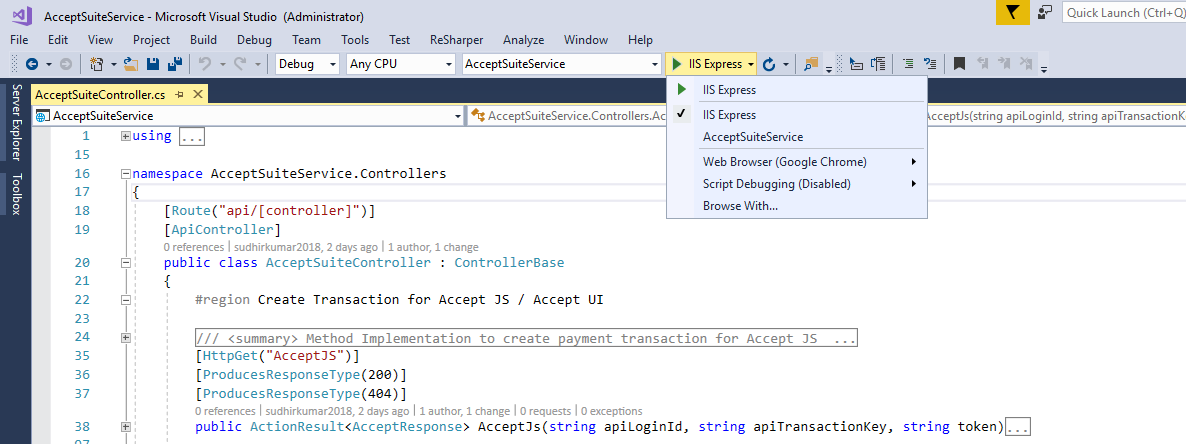 AcceptSuiteService - Microsoft Visual Studio (Administrator)
Quick Launch (Ctrl+Q)
File Edit View Project Build Debug Team Tools Test ReSharper Analyze Window Help
Debug Any CPU AcceptSuiteService IIS Express
IIS Express
IIS Express
AcceptSuiteService
Web Browser (Google Chrome)
Script Debugging (Disabled)
Browse With...
Server Explorer
Toolbox
AcceptSuiteController.cs
AcceptSuiteService AcceptSuiteService.Controllers.Ac AcceptJs(string apiLoginId, string apiTransactionKe
1 using ...
15
16 namespace AcceptSuiteService.Controllers
17 {
18 [Route("api/[controller]")]
19 [ApiController]
0 references | sudhirkumar2018, 2 days ago | 1 author, 1 change
20 public class AcceptSuiteController : ControllerBase
21 {
22 #region Create Transaction for Accept JS / Accept UI
23
24 /// <summary> Method Implementation to create payment transaction for Accept JS ...
35 [HttpGet("AcceptJS")]
36 [ProducesResponseType(200)]
37 [ProducesResponseType(404)]
0 references | sudhirkumar2018, 2 days ago | 1 author, 1 change | 0 requests | 0 exceptions
38 public ActionResult<AcceptResponse> AcceptJs(string apiLoginId, string apiTransactionKey, string token)...